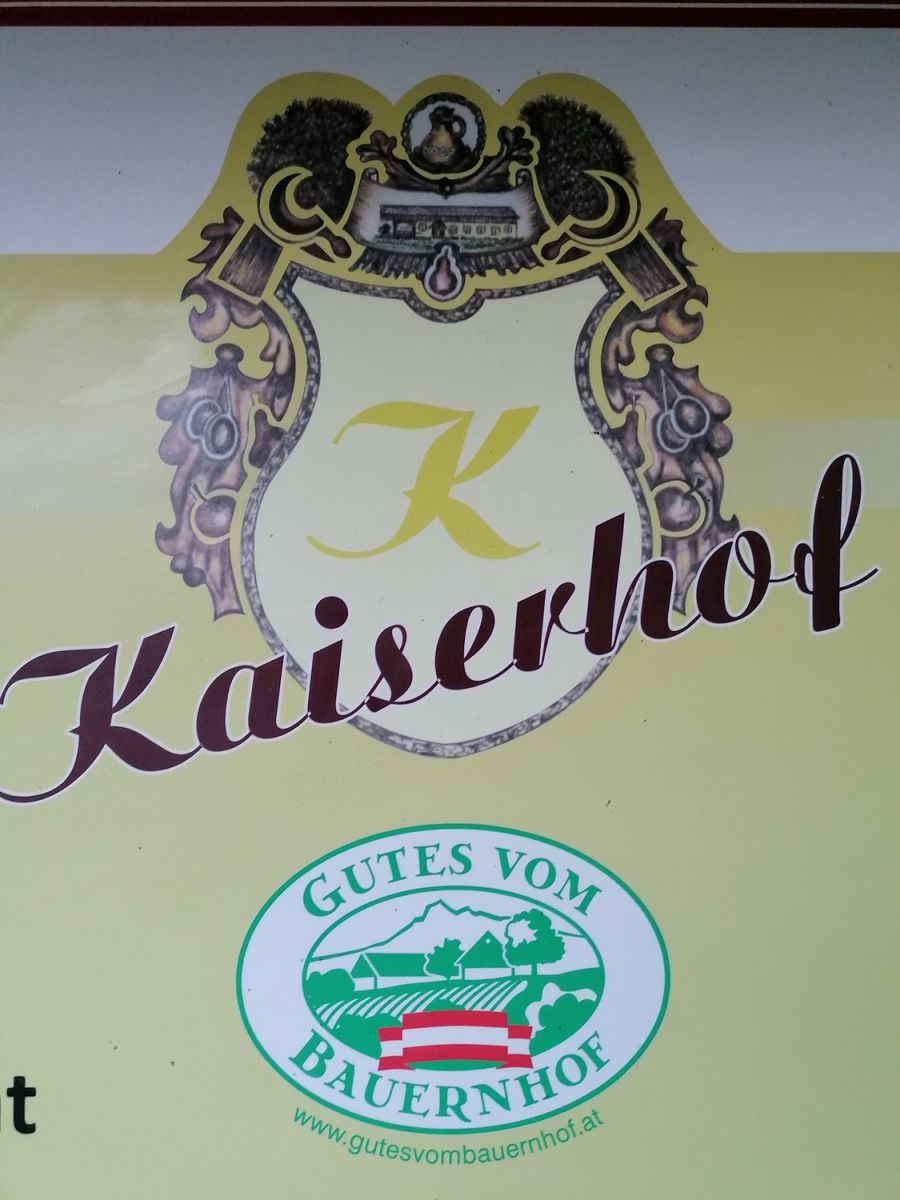 K
Kaiserhof
GUTES VOM
BAUERNHOF
www.gutesvombauernhof.at